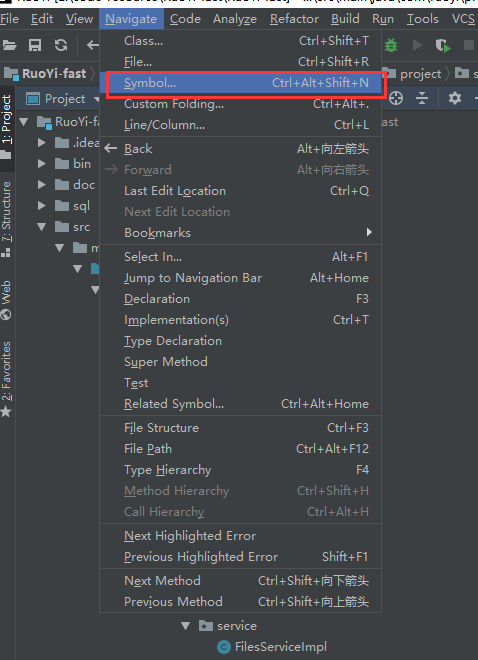 File Edit View Navigate Code Analyze Refactor Build Run Tools VCS
Class... Ctrl+Shift+T
File... Ctrl+Shift+R
RuoYi-fast Symbol... Ctrl+Alt+Shift+N project
1: Project Project Custom Folding... Ctrl+Alt+.
RuoYi-f Line/Column... Ctrl+L ast
.idea Back Alt+向左箭头
bin Forward Alt+向右箭头
doc Last Edit Location Ctrl+Q
sql Next Edit Location
7: Structure
src Bookmarks
m Select In... Alt+F1
Jump to Navigation Bar Alt+Home
Web
Declaration F3
Implementation(s) Ctrl+T
Type Declaration
2: Favorites
Super Method
Test
Related Symbol... Ctrl+Alt+Home
File Structure Ctrl+F3
File Path Ctrl+Alt+F12
Type Hierarchy F4
Method Hierarchy Ctrl+Shift+H
Call Hierarchy Ctrl+Alt+H
Next Highlighted Error
Previous Highlighted Error Shift+F1
Next Method Ctrl+Shift+向下箭头
Previous Method Ctrl+Shift+向上箭头
service
FilesServiceImpl